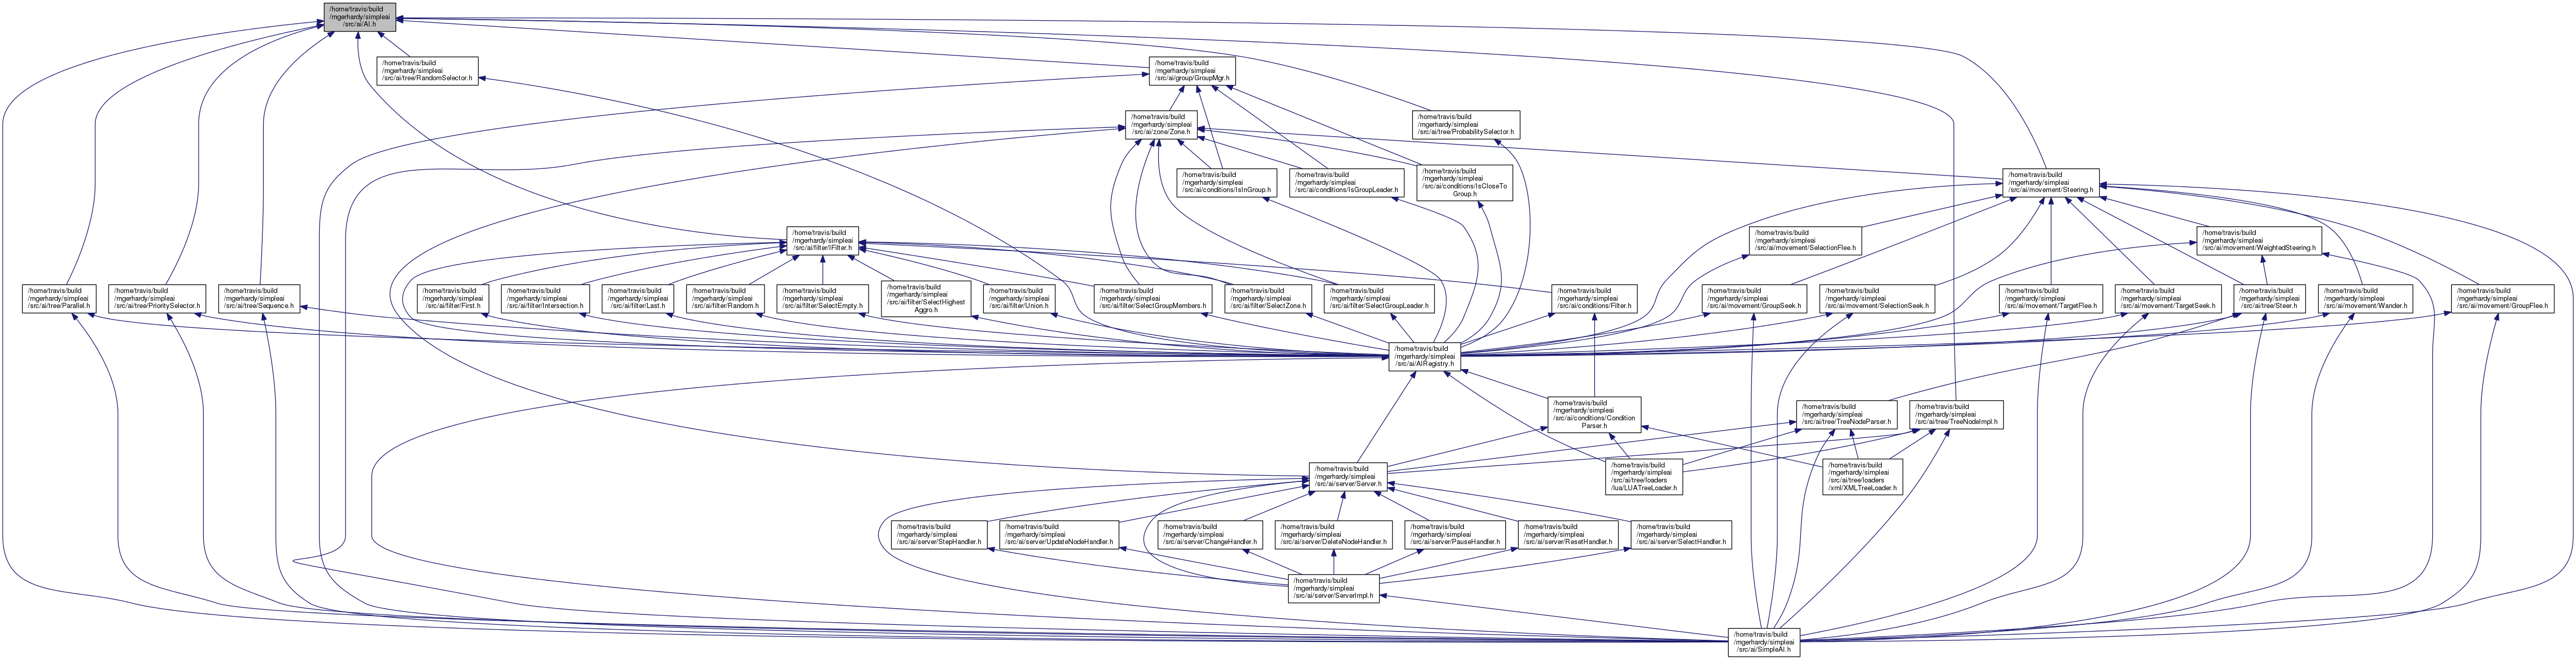 /home/travis/build
/mgerhardy/simpleai
/src/ai/AI.h
/home/travis/build
/mgerhardy/simpleai
/src/ai/tree/RandomSelector.h
/home/travis/build
/mgerhardy/simpleai
/src/ai/group/GroupMgr.h
/home/travis/build
/mgerhardy/simpleai
/src/ai/zone/Zone.h
/home/travis/build
/mgerhardy/simpleai
/src/ai/tree/ProbabilitySelector.h
/home/travis/build
/mgerhardy/simpleai
/src/ai/conditions/IsInGroup.h
/home/travis/build
/mgerhardy/simpleai
/src/ai/conditions/IsGroupLeader.h
/home/travis/build
/mgerhardy/simpleai
/src/ai/conditions/IsCloseTo
Group.h
/home/travis/build
/mgerhardy/simpleai
/src/ai/movement/Steering.h
/home/travis/build
/mgerhardy/simpleai
/src/ai/filter/IFilter.h
/home/travis/build
/mgerhardy/simpleai
/src/ai/movement/SelectionFlee.h
/home/travis/build
/mgerhardy/simpleai
/src/ai/movement/WeightedSteering.h
/home/travis/build
/mgerhardy/simpleai
/src/ai/tree/Parallel.h
/home/travis/build
/mgerhardy/simpleai
/src/ai/tree/PrioritySelector.h
/home/travis/build
/mgerhardy/simpleai
/src/ai/tree/Sequence.h
/home/travis/build
/mgerhardy/simpleai
/src/ai/filter/First.h
/home/travis/build
/mgerhardy/simpleai
/src/ai/filter/Intersection.h
/home/travis/build
/mgerhardy/simpleai
/src/ai/filter/Last.h
/home/travis/build
/mgerhardy/simpleai
/src/ai/filter/Random.h
/home/travis/build
/mgerhardy/simpleai
/src/ai/filter/SelectEmpty.h
/home/travis/build
/mgerhardy/simpleai
/src/ai/filter/SelectHighest
Aggro.h
/home/travis/build
/mgerhardy/simpleai
/src/ai/filter/Union.h
/home/travis/build
/mgerhardy/simpleai
/src/ai/filter/SelectGroupMembers.h
/home/travis/build
/mgerhardy/simpleai
/src/ai/filter/SelectZone.h
/home/travis/build
/mgerhardy/simpleai
/src/ai/filter/SelectGroupLeader.h
/home/travis/build
/mgerhardy/simpleai
/src/ai/conditions/Filter.h
/home/travis/build
/mgerhardy/simpleai
/src/ai/movement/GroupSeek.h
/home/travis/build
/mgerhardy/simpleai
/src/ai/movement/SelectionSeek.h
/home/travis/build
/mgerhardy/simpleai
/src/ai/movement/TargetFlee.h
/home/travis/build
/mgerhardy/simpleai
/src/ai/movement/TargetSeek.h
/home/travis/build
/mgerhardy/simpleai
/src/ai/tree/Steer.h
/home/travis/build
/mgerhardy/simpleai
/src/ai/movement/Wander.h
/home/travis/build
/mgerhardy/simpleai
/src/ai/movement/GroupFlee.h
/home/travis/build
/mgerhardy/simpleai
/src/ai/AIRegistry.h
/home/travis/build
/mgerhardy/simpleai
/src/ai/conditions/Condition
Parser.h
/home/travis/build
/mgerhardy/simpleai
/src/ai/tree/TreeNodeParser.h
/home/travis/build
/mgerhardy/simpleai
/src/ai/tree/TreeNodeImpl.h
/home/travis/build
/mgerhardy/simpleai
/src/ai/server/Server.h
/home/travis/build
/mgerhardy/simpleai
/src/ai/tree/loaders
/lua/LUATreeLoader.h
/home/travis/build
/mgerhardy/simpleai
/src/ai/tree/loaders
/xml/XMLTreeLoader.h
/home/travis/build
/mgerhardy/simpleai
/src/ai/server/StepHandler.h
/home/travis/build
/mgerhardy/simpleai
/src/ai/server/UpdateNodeHandler.h
/home/travis/build
/mgerhardy/simpleai
/src/ai/server/ChangeHandler.h
/home/travis/build
/mgerhardy/simpleai
/src/ai/server/DeleteNodeHandler.h
/home/travis/build
/mgerhardy/simpleai
/src/ai/server/PauseHandler.h
/home/travis/build
/mgerhardy/simpleai
/src/ai/server/ResetHandler.h
/home/travis/build
/mgerhardy/simpleai
/src/ai/server/SelectHandler.h
/home/travis/build
/mgerhardy/simpleai
/src/ai/server/ServerImpl.h
/home/travis/build
/mgerhardy/simpleai
/src/ai/SimpleAI.h